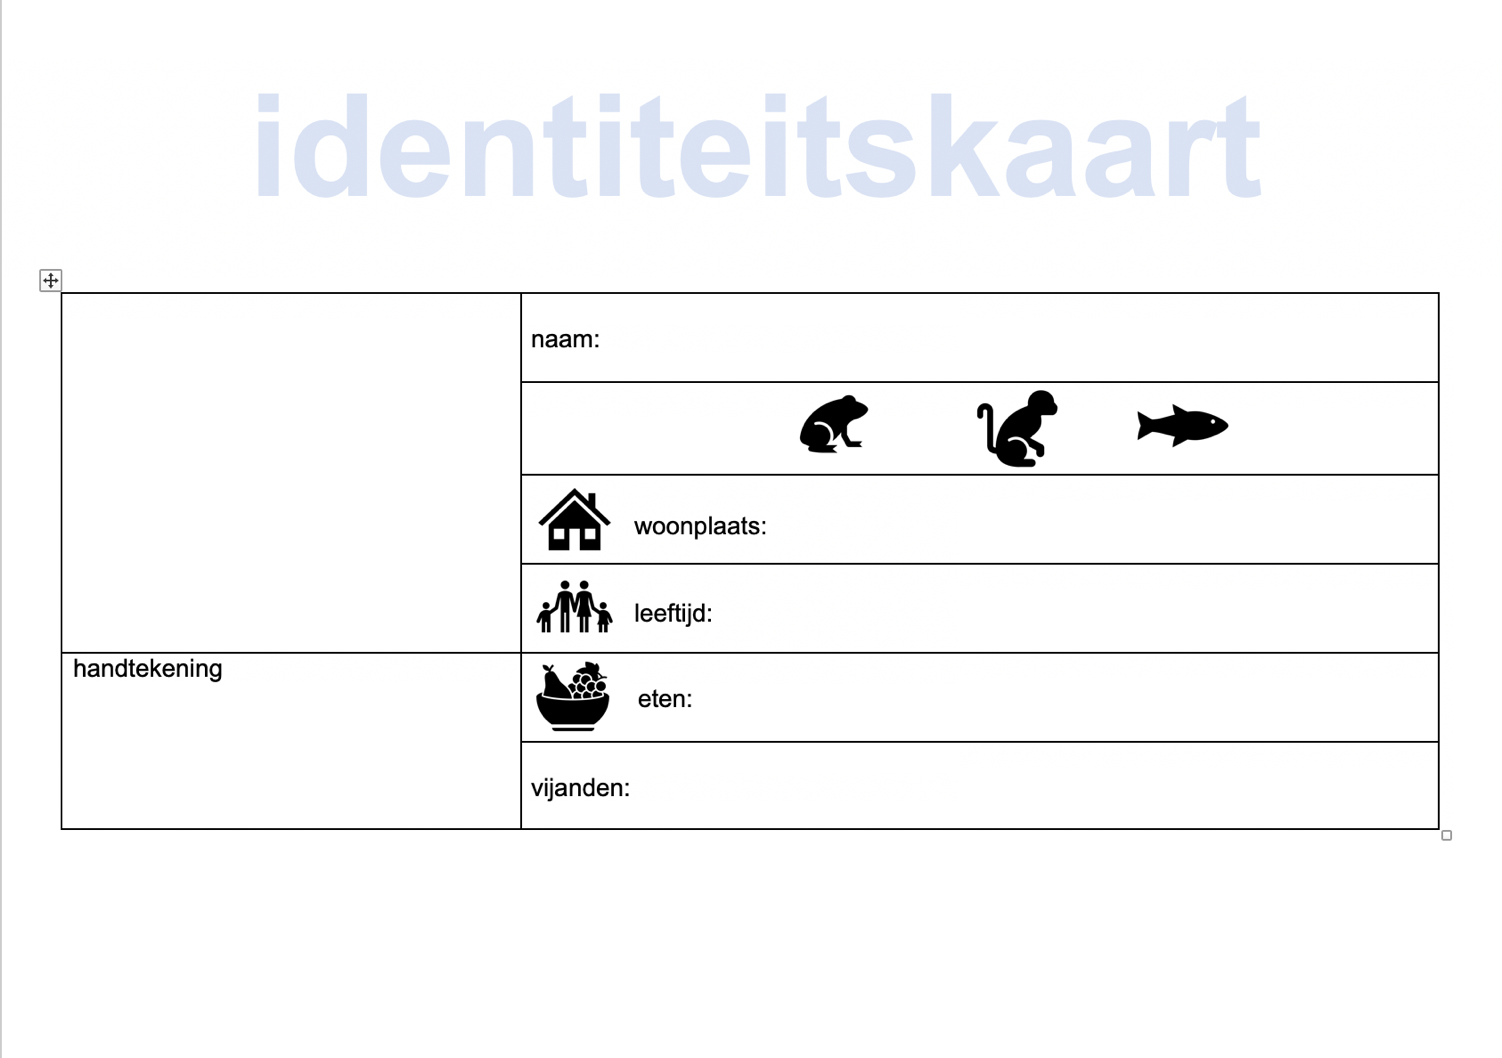 identiteitskaart
naam:
woonplaats:
leeftijd:
handtekening
eten:
vijanden: